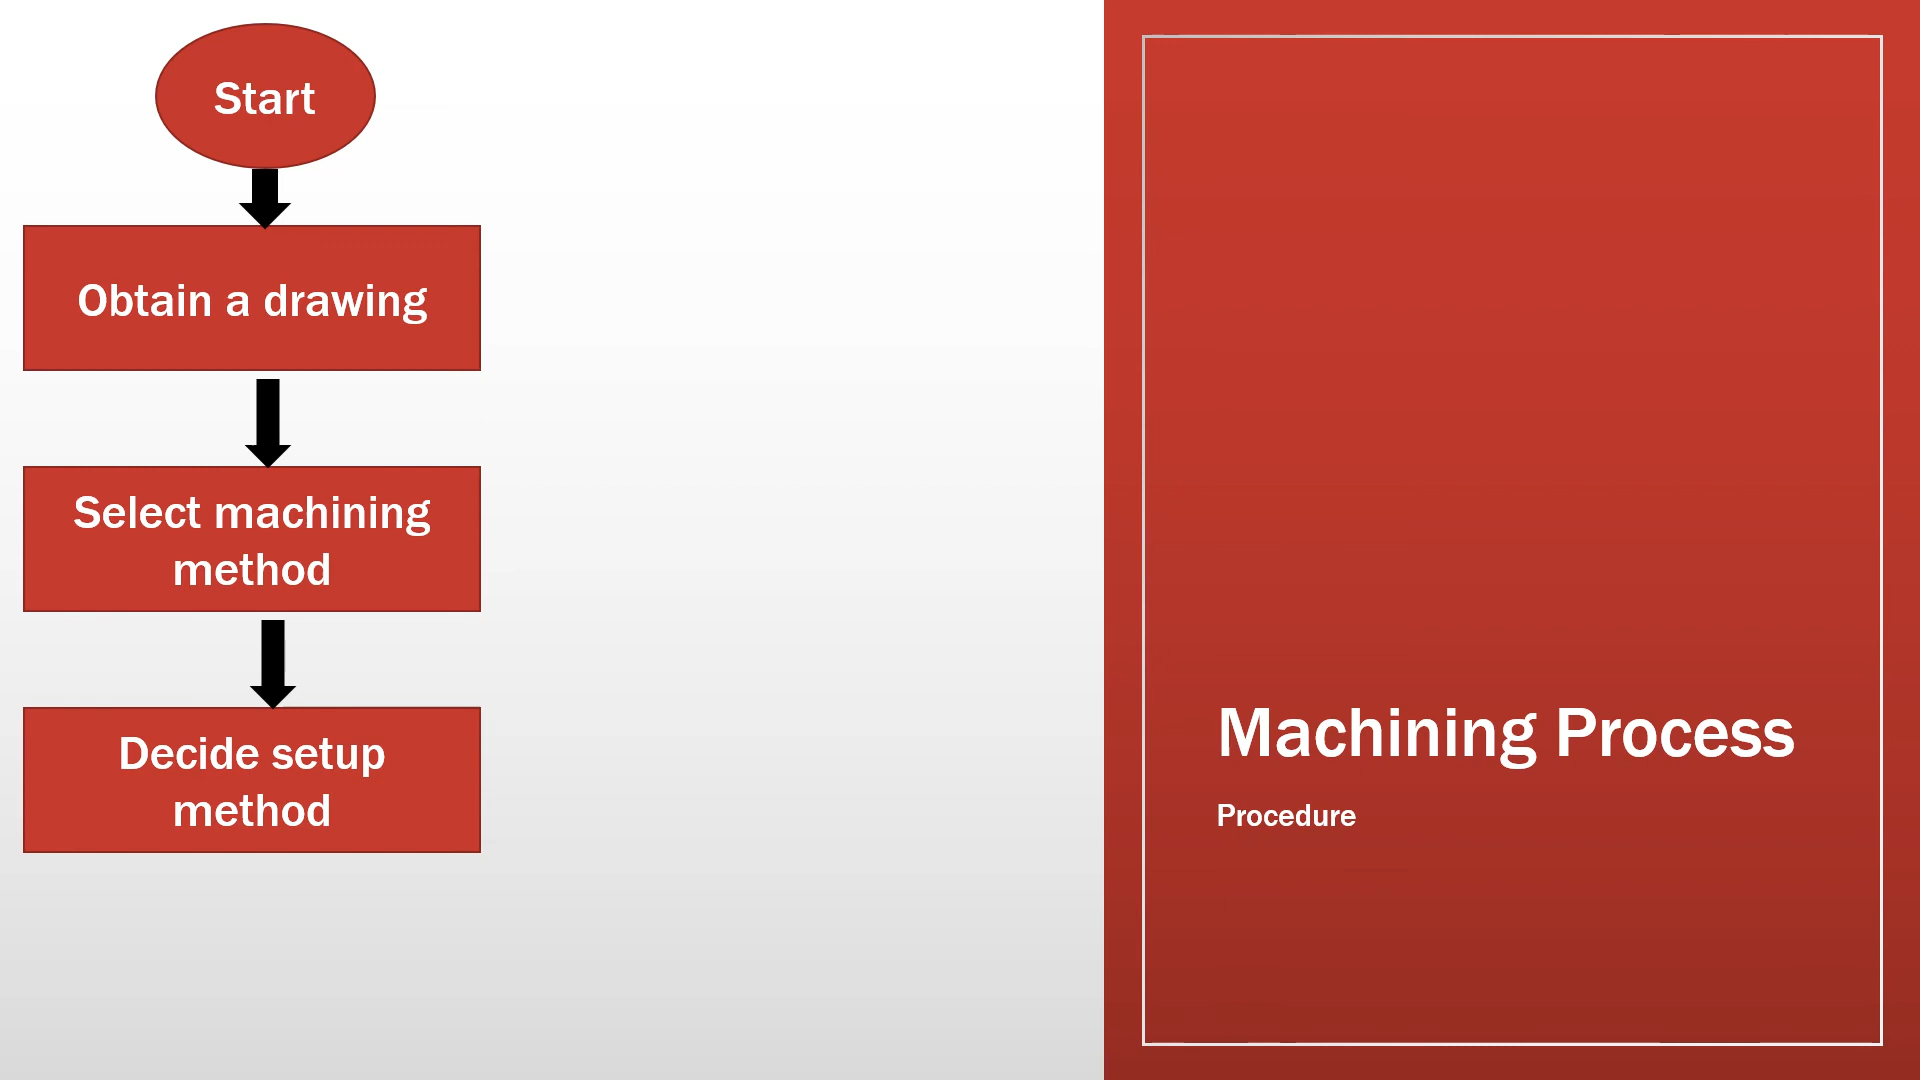 Start
Obtain a drawing
Select machining
method
Decide setup
method
Machining Process
Procedure